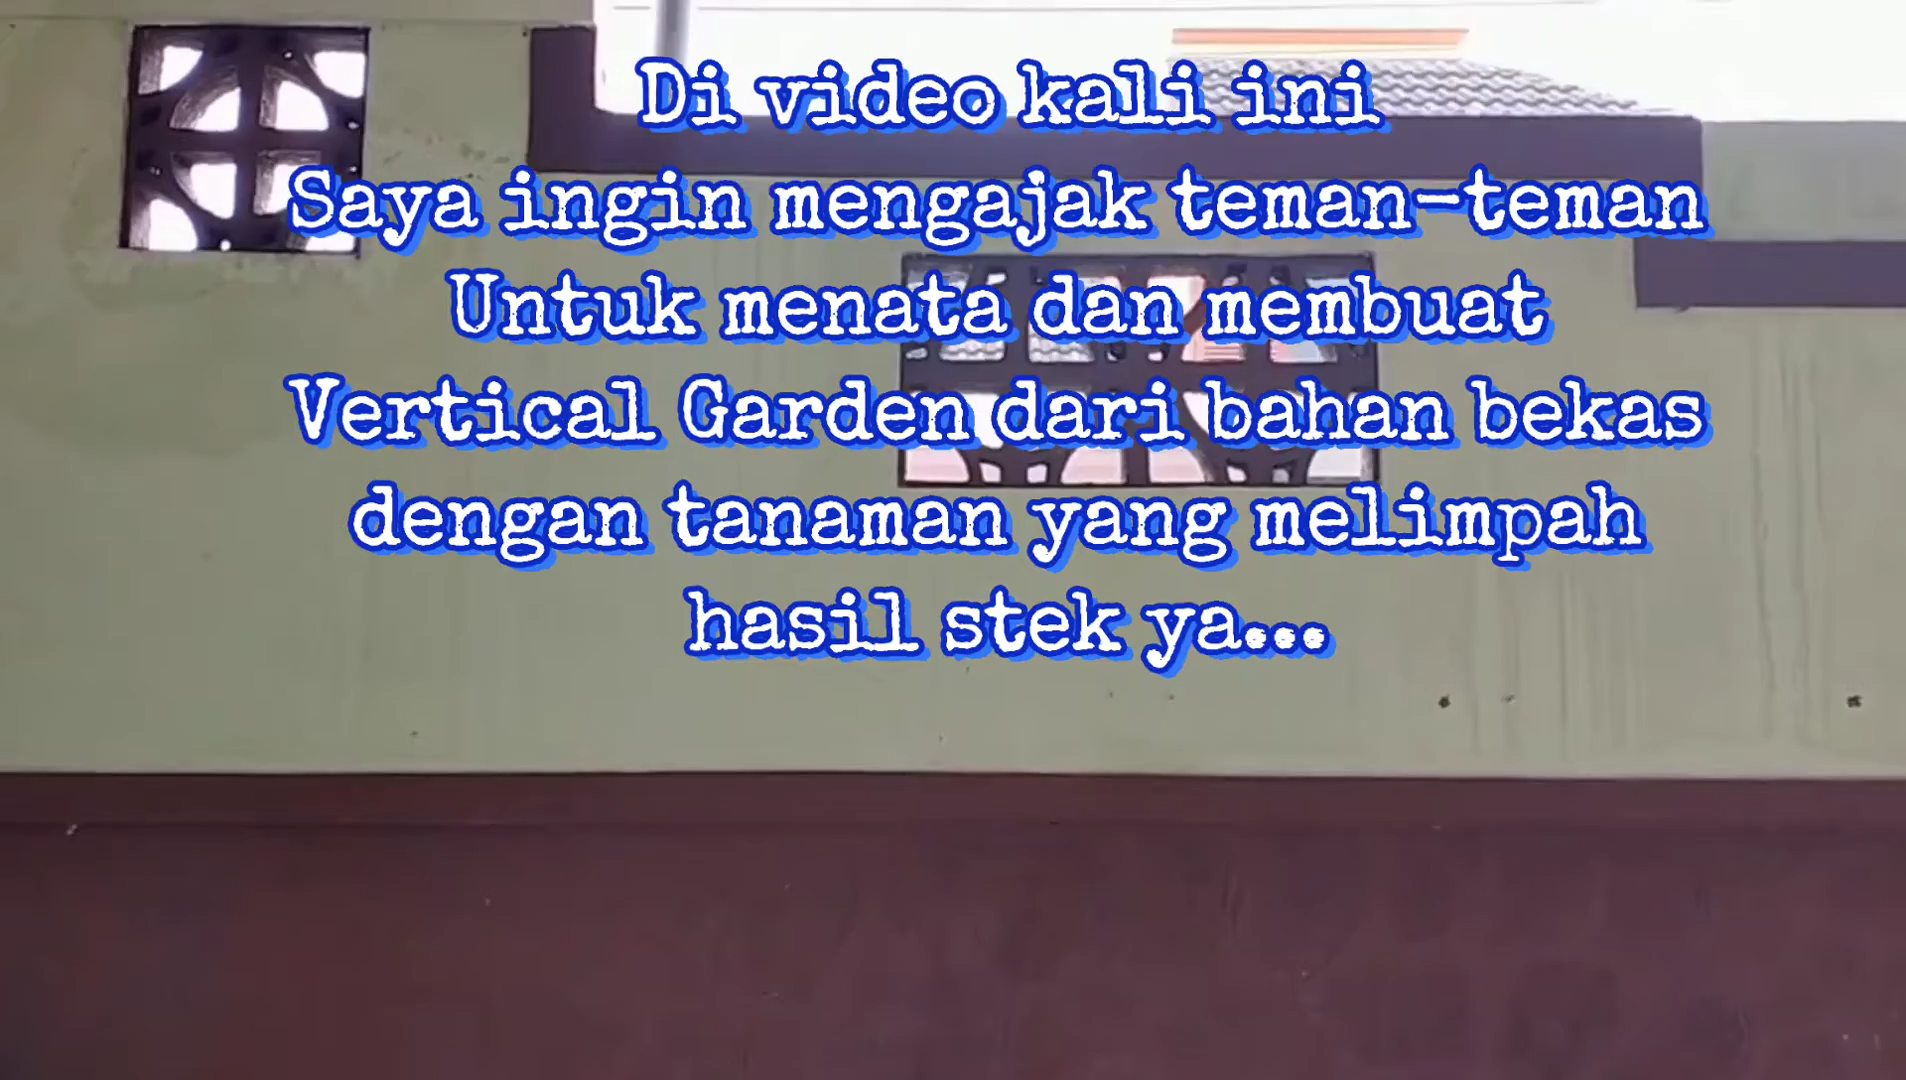 Di video kali ini
Saya ingin mengajak teman-teman
Untuk menata dan membuat
Vertical Garden dari bahan bekas
dengan tanaman yang melimpah
hasil stek ya...